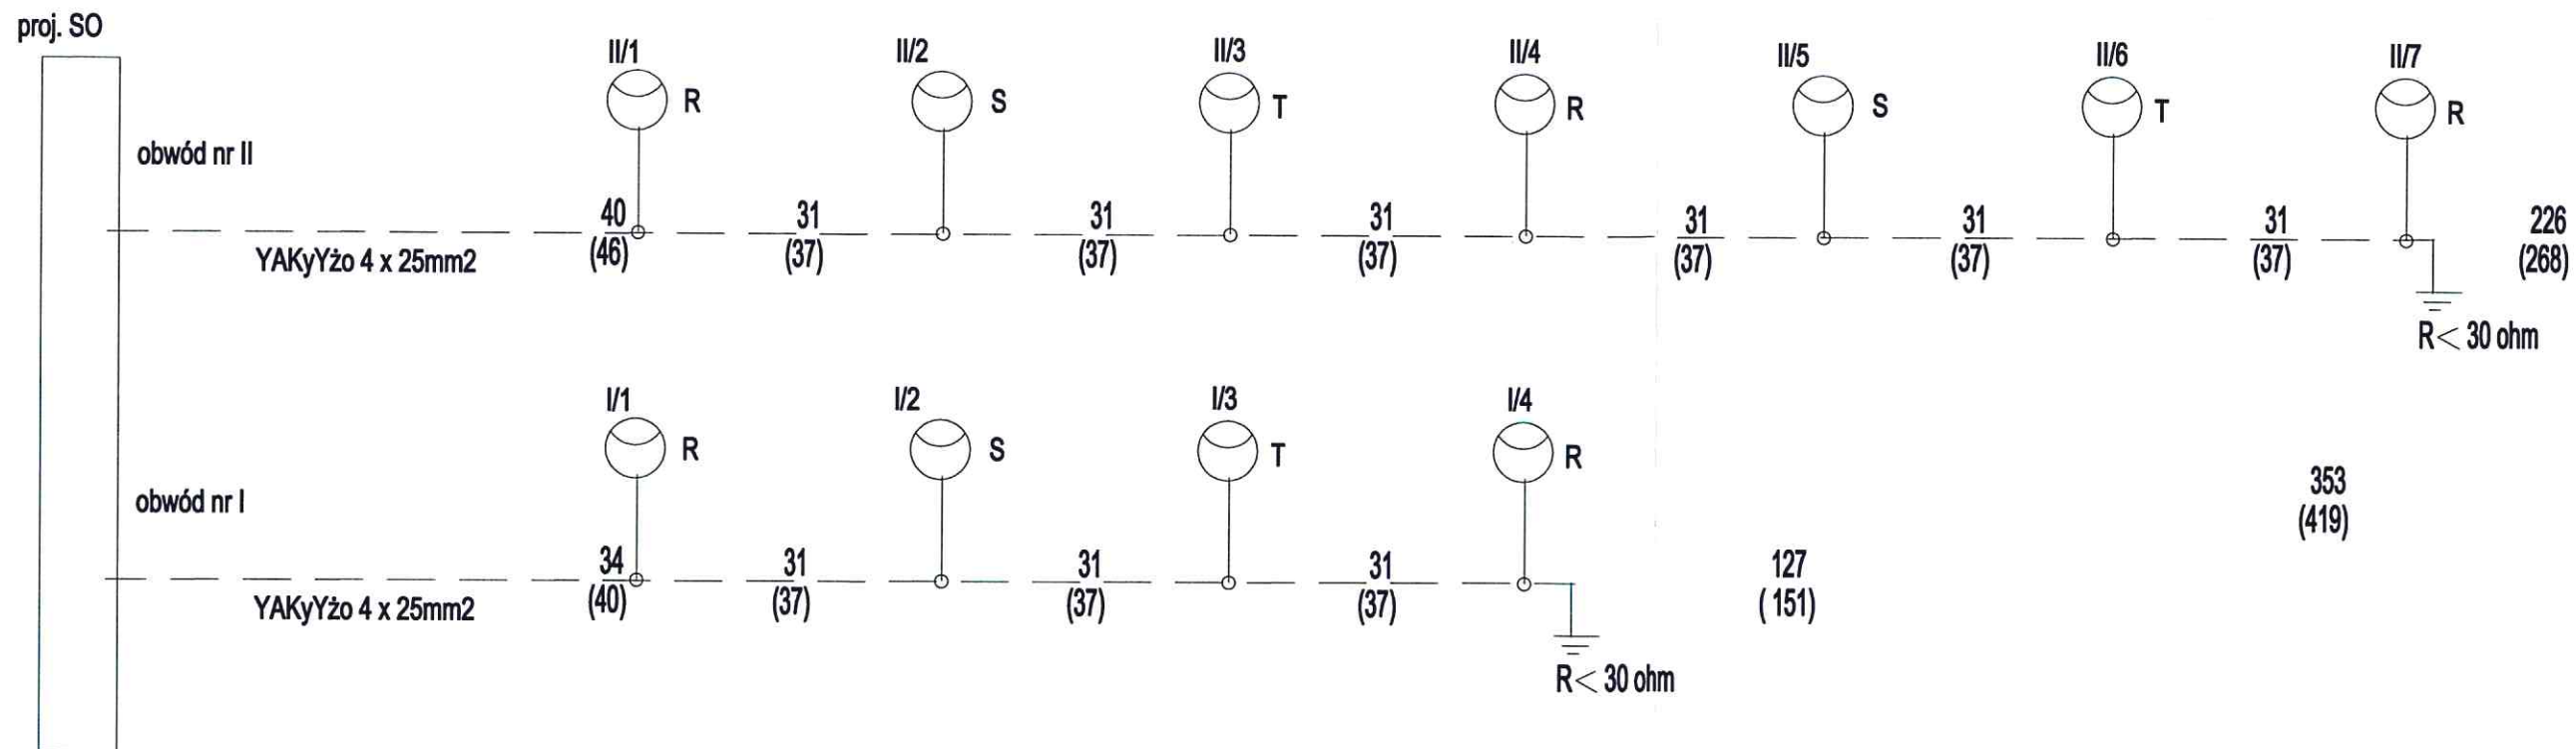 proj. SO
II/1
II/2
II/3
II/4
II/5
II/6
II/7
R
S
T
R
S
T
R
obwód nr II
40
31
31
31
31
31
31
226
(46)
(37)
(37)
(37)
(37)
(37)
(37)
(268)
YAKyYżo 4 x 25mm2
R< 30 ohm
I/1
I/2
I/3
I/4
R
S
T
R
353
(419)
obwód nr I
34
31
31
31
127
(40)
(37)
(37)
(37)
( 151)
YAKyYżo 4 x 25mm2
R< 30 ohm